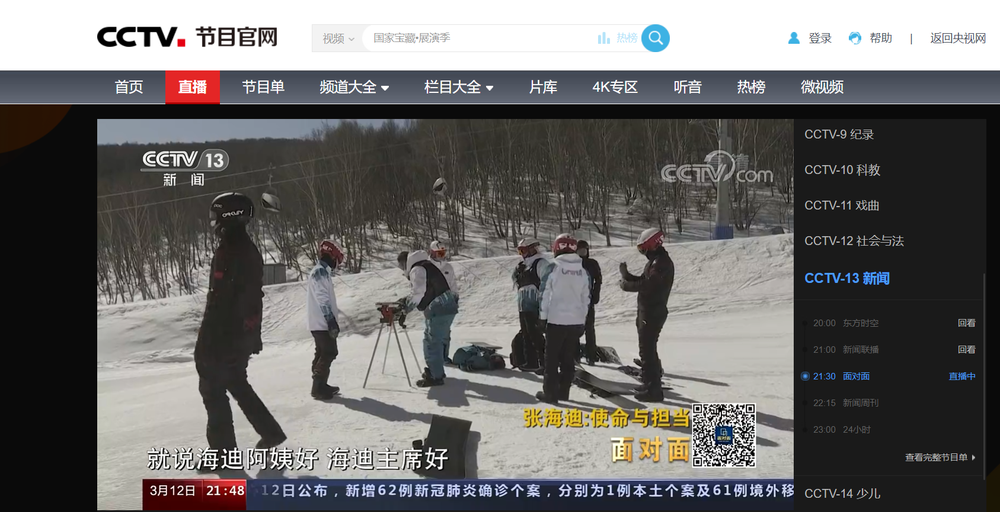 CCTV.节目官网
视频
国家宝藏•展演季
热榜
登录
帮助
|
返回央视网
首页
直播
节目单
频道大全
栏目大全
片库
4K专区
听音
热榜
微视频
CCTV 13
新 闻
CCTV.com
POC
OAKLEY
CHINA
张海迪:使命与担当
面对面
面对面
就说海迪阿姨好 海迪主席好
3月12日 21:48
12日公布，新增62例新冠肺炎确诊个案，分别为1例本土个案及61例境外移
CCTV-9 纪录
CCTV-10 科教
CCTV-11 戏曲
CCTV-12 社会与法
CCTV-13 新闻
20:00 东方时空 回看
21:00 新闻联播 回看
21:30 面对面 直播中
22:15 新闻周刊
23:00 24小时
查看完整节目单
CCTV-14 少儿